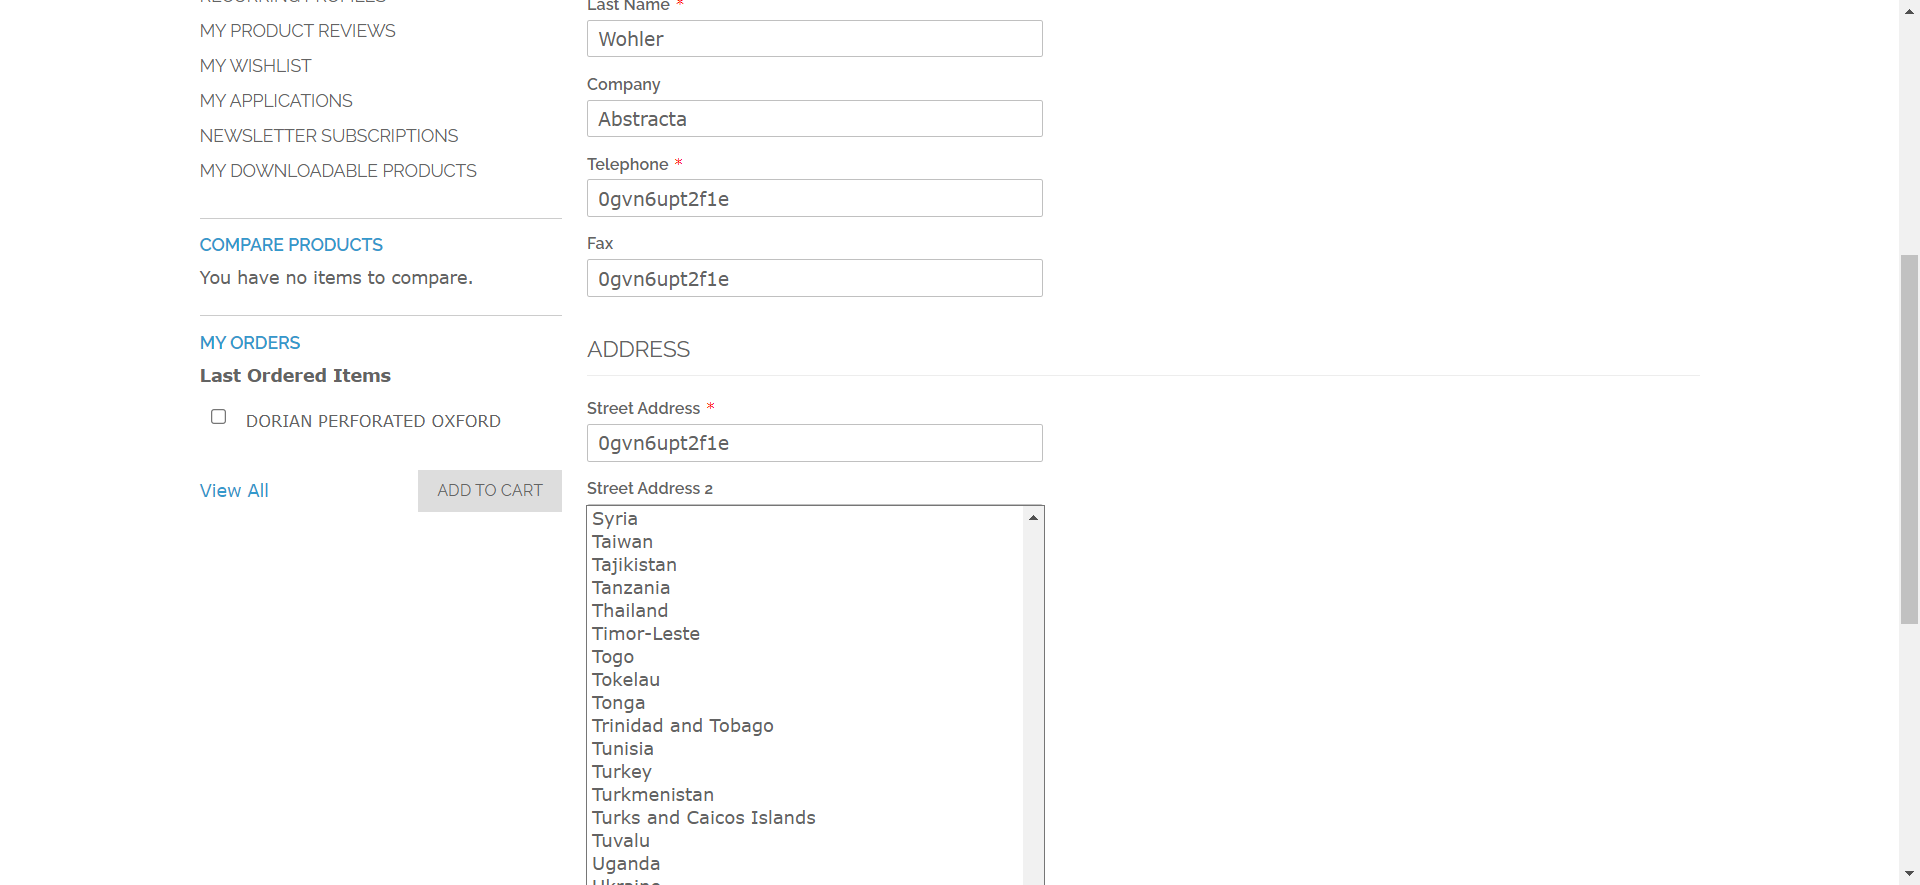 RECURRING PROFILES
MY PRODUCT REVIEWS
MY WISHLIST
MY APPLICATIONS
NEWSLETTER SUBSCRIPTIONS
MY DOWNLOADABLE PRODUCTS
COMPARE PRODUCTS
You have no items to compare.
MY ORDERS
Last Ordered Items
DORIAN PERFORATED OXFORD
View All
ADD TO CART
Last Name *
Wohler
Company
Abstracta
Telephone *
0gvn6upt2f1e
Fax
0gvn6upt2f1e
ADDRESS
Street Address *
0gvn6upt2f1e
Street Address 2
Syria
Taiwan
Tajikistan
Tanzania
Thailand
Timor-Leste
Togo
Tokelau
Tonga
Trinidad and Tobago
Tunisia
Turkey
Turkmenistan
Turks and Caicos Islands
Tuvalu
Uganda
Ukraine